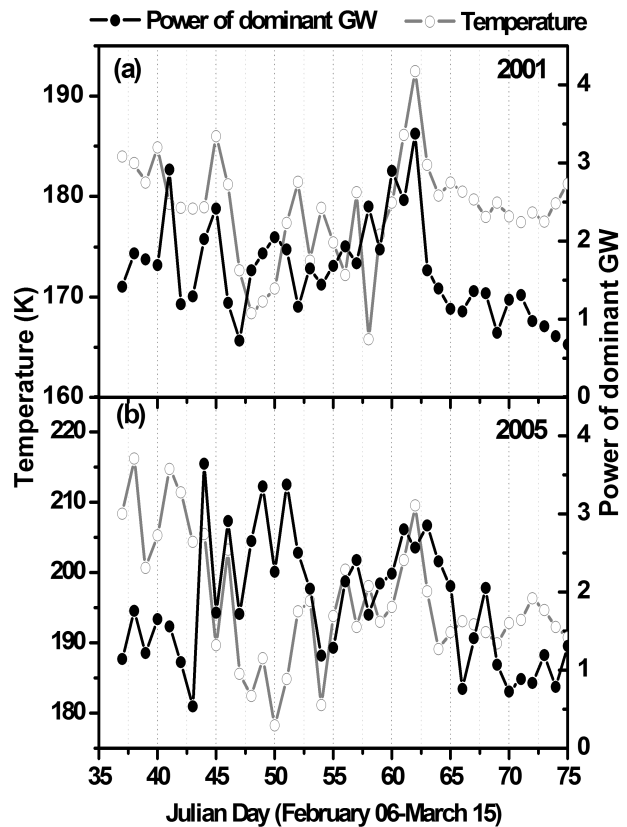 Power of dominant GW Temperature
(a) 2001
190
180
170
160
4
3
2
1
0
(b) 2005
220
210
200
190
180
4
3
2
1
0
Temperature (K)
Power of dominant GW
35 40 45 50 55 60 65 70 75
Julian Day (February 06-March 15)